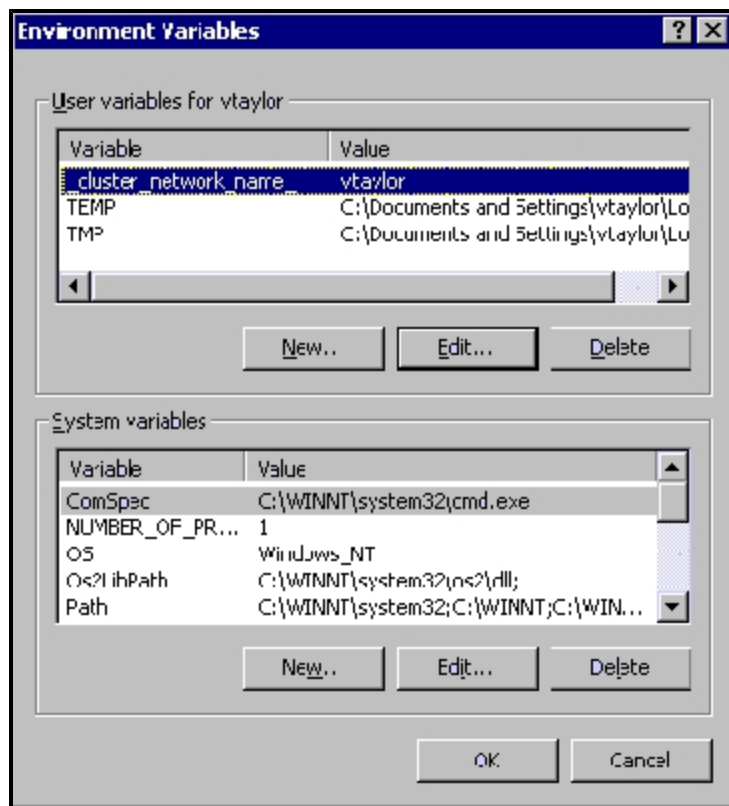 Environment Variables
User variables for vtaylor
Variable Value
_cluster_network_name_ vtaylor
TEMP C:\Documents and Settings\vtaylor\Lo
TMP C:\Documents and Settings\vtaylor\Lo
New... Edit... Delete
System variables
Variable Value
ComSpec C:\WINNT\system32\cmd.exe
NUMBER_OF_PR... 1
OS Windows_NT
Os2LibPath C:\WINNT\system32\os2\dll;
Path C:\WINNT\system32;C:\WINNT;C:\WIN...
New... Edit... Delete
OK Cancel